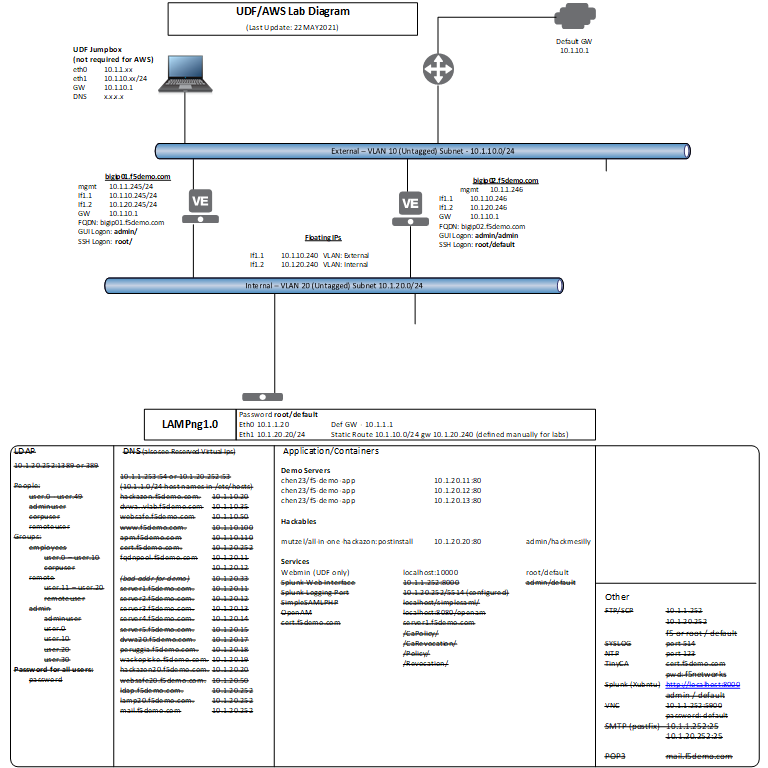 UDF/AWS Lab Diagram
(Last Update: 22MAY2021)
Default GW
10.1.10.1
UDF Jumpbox
(not required for AWS)
eth0 10.1.1.xx
eth1 10.1.10.xx/24
GW 10.1.10.1
DNS x.x.x.x
External – VLAN 10 (Untagged) Subnet - 10.1.10.0/24
bigip01.f5demo.com
mgmt 10.1.1.245/24
If1.1 10.1.10.245/24
If1.2 10.1.20.245/24
GW 10.1.10.1
FQDN: bigip01.f5demo.com
GUI Logon: admin/
SSH Logon: root/
VE
VE
bigip02.f5demo.com
mgmt 10.1.1.246
If1.1 10.1.10.246
If1.2 10.1.20.246
GW 10.1.10.1
FQDN: bigip02.f5demo.com
GUI Logon: admin/admin
SSH Logon: root/default
Floating IPs
If1.1 10.1.10.240 VLAN: External
If1.2 10.1.20.240 VLAN: Internal
Internal – VLAN 20 (Untagged) Subnet 10.1.20.0/24
LAMPng1.0
Password root/default
Eth0 10.1.1.20 Def GW - 10.1.1.1
Eth1 10.1.20.20/24 Static Route 10.1.10.0/24 gw 10.1.20.240 (defined manually for labs)
LDAP
10.1.20.252:1389 or 389
People:
user.0 – user.49
adminuser
corpuser
remoteuser
Groups:
employees
user.0 – user.10
corpuser
remote
user.11 – user.20
remoteuser
admin
adminuser
user.0
user.10
user.20
user.30
Password for all users:
password
DNS (also see Reserved Virtual Ips)
10.1.1.253:54 or 10.1.20.252:53
(10.1.1.0/24 host names in /etc/hosts)
hackazon.f5demo.com. 10.1.10.20
dvwa.vlab.f5demo.com 10.1.10.35
websafe.f5demo.com. 10.1.10.50
www.f5demo.com. 10.1.10.100
apm.f5demo.com 10.1.10.110
cert.f5demo.com. 10.1.20.252
fqdnpool.f5demo.com 10.1.20.11
10.1.20.12
(bad addr for demo) 10.1.20.33
server1.f5demo.com. 10.1.20.11
server2.f5demo.com. 10.1.20.12
server3.f5demo.com. 10.1.20.13
server4.f5demo.com. 10.1.20.14
server5.f5demo.com. 10.1.20.15
dvwa20.f5demo.com. 10.1.20.17
peruggia.f5demo.com. 10.1.20.18
wackopicko.f5demo.com. 10.1.20.19
hackazon20.f5demo.com 10.1.20.20
websafe20.f5demo.com. 10.1.20.50
ldap.f5demo.com. 10.1.20.252
lamp20.f5demo.com. 10.1.20.252
mail.f5demo.com 10.1.20.252
Application/Containers
Demo Servers
chen23/f5-demo-app 10.1.20.11:80
chen23/f5-demo-app 10.1.20.12:80
chen23/f5-demo-app 10.1.20.13:80
Hackables
mutzel/all-in-one-hackazon:postinstall 10.1.20.20:80 admin/hackmesilly
Services
Webmin (UDF only) localhost:10000 root/default
Splunk Web interface 10.1.1.252:8000 admin/default
Splunk Logging Port 10.1.20.252/5514 (configured)
SimpleSAMLPHP localhost/simplesaml/
OpenAM localhost:8080/openam
cert.f5demo.com server1.f5demo.com
/CaPolicy/
/CaRevocation/
/Policy/
/Revocation/
Other
FTP/SCP 10.1.1.252
10.1.20.252
f5 or root / default
SYSLOG port 514
NTP port 123
TinyCA cert.f5demo.com
pwd: f5networks
Splunk (Xubntu) http://localhost:8000
admin / default
VNC 10.1.1.252:5900
password: default
SMTP (postfix) 10.1.1.252:25
10.1.20.252:25
POP3 mail.f5demo.com